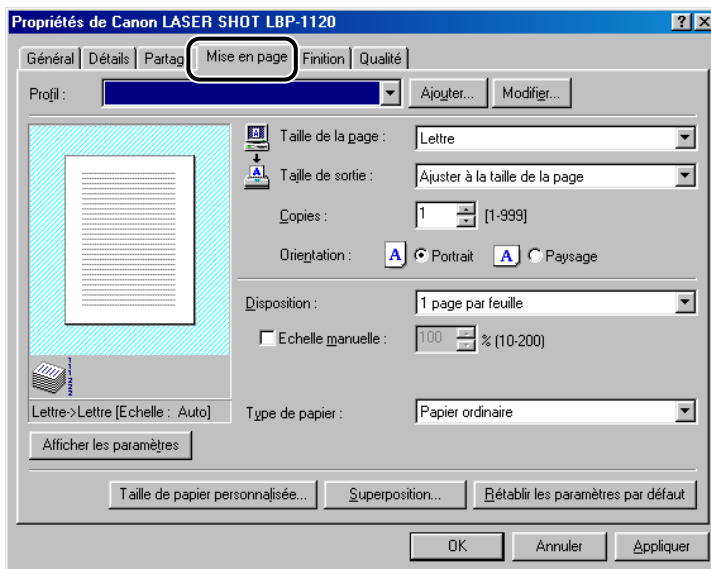 Propriétés de Canon LASER SHOT LBP-1120
Général Détails Partag Mise en page Finition Qualité
Profil : Ajouter... Modifier...
Taille de la page : Lettre
Taille de sortie : Ajuster à la taille de la page
Copies : 1 [1-999]
Orientation : A Portrait A Paysage
Disposition : 1 page par feuille
Echelle manuelle : 100 % (10-200)
Lettre->Lettre [Echelle : Auto] Type de papier : Papier ordinaire
Afficher les paramètres
Taille de papier personnalisée... Superposition... Rétablir les paramètres par défaut
OK Annuler Appliquer